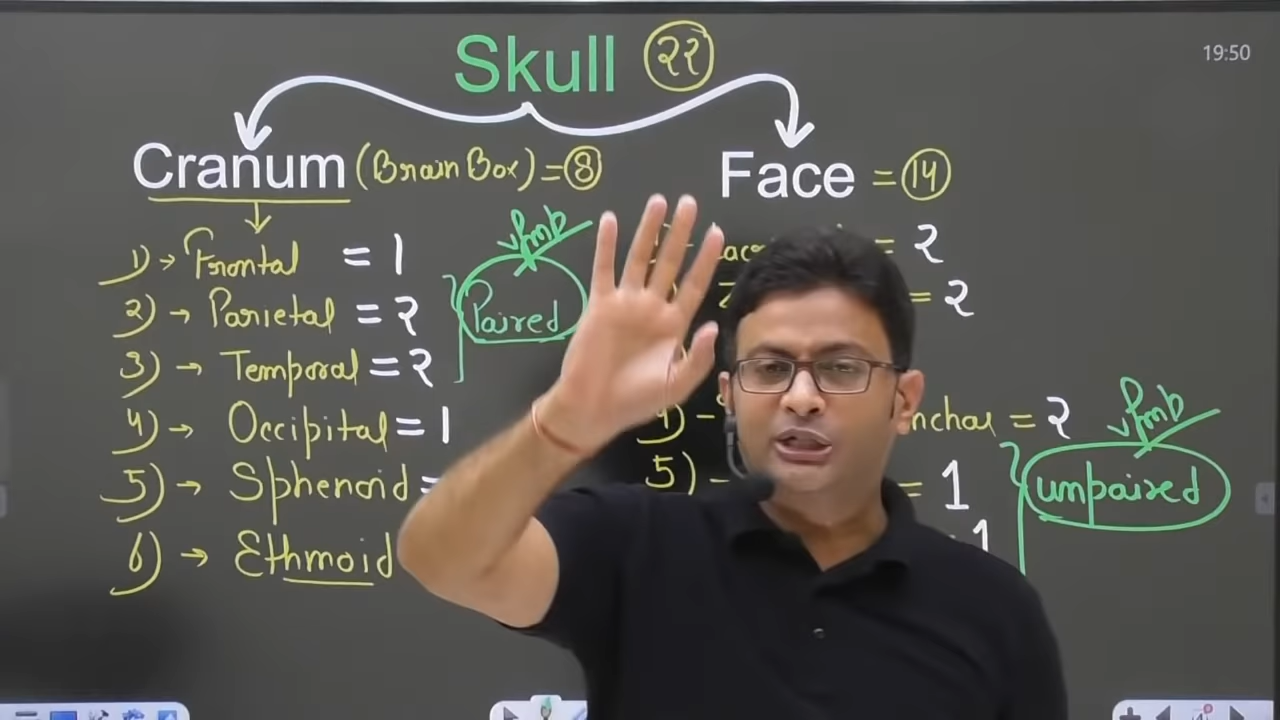 19:50
Skull २२
Cranum (Brain Box) = 8
Face = 14
1) → Frontal = 1
2) → Parietal = २
3) → Temporal = २
4) → Occipital = 1
5) → Sphenoid =
6) → Ethmoid
Imp
Paired
= २
= २
4) - nchae = २
5) - = 1
1
Imp
unpaired